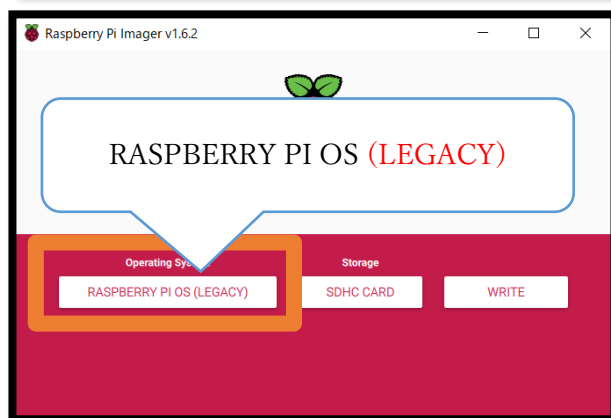 Raspberry Pi Imager v1.6.2
RASPBERRY PI OS (LEGACY)
Operating Storage
RASPBERRY PI OS (LEGACY) SDHC CARD WRITE